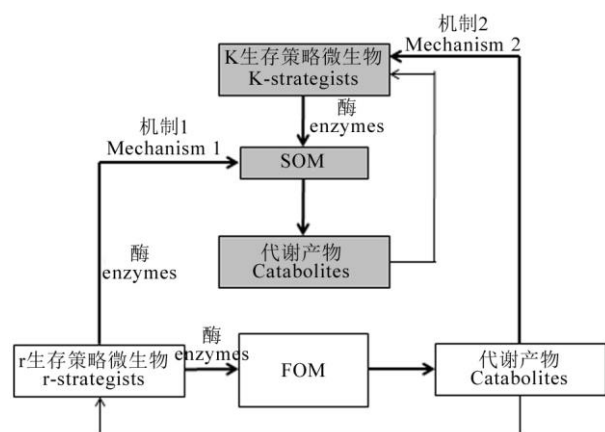 机制2
Mechanism 2
K生存策略微生物
K-strategists
酶
enzymes
机制1
Mechanism 1
SOM
酶
enzymes
代谢产物
Catabolites
酶
enzymes
r生存策略微生物
r-strategists
FOM
代谢产物
Catabolites